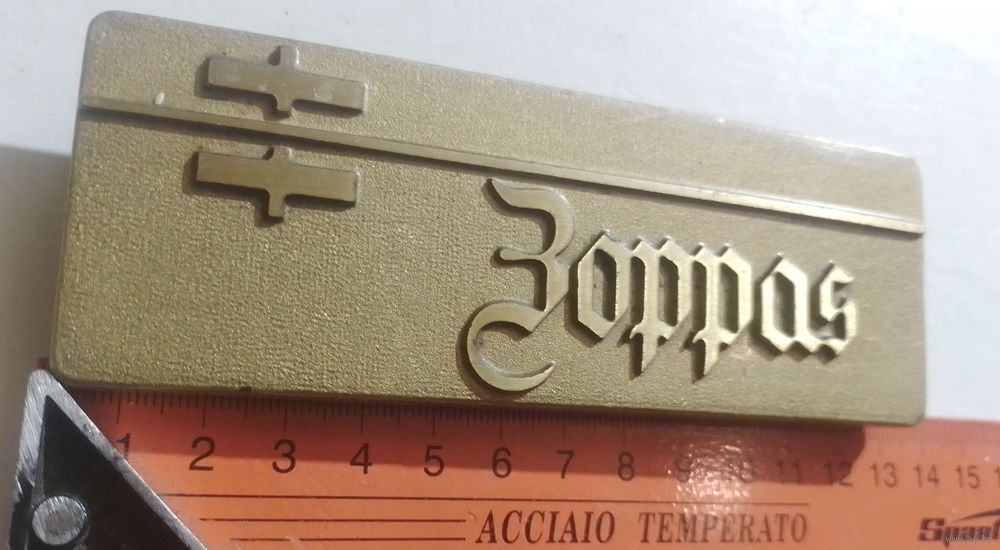 Zoppas
1 2 3 4 5 6 7 8 9 10 11 12 13 14 15
ACCIAIO TEMPERATO